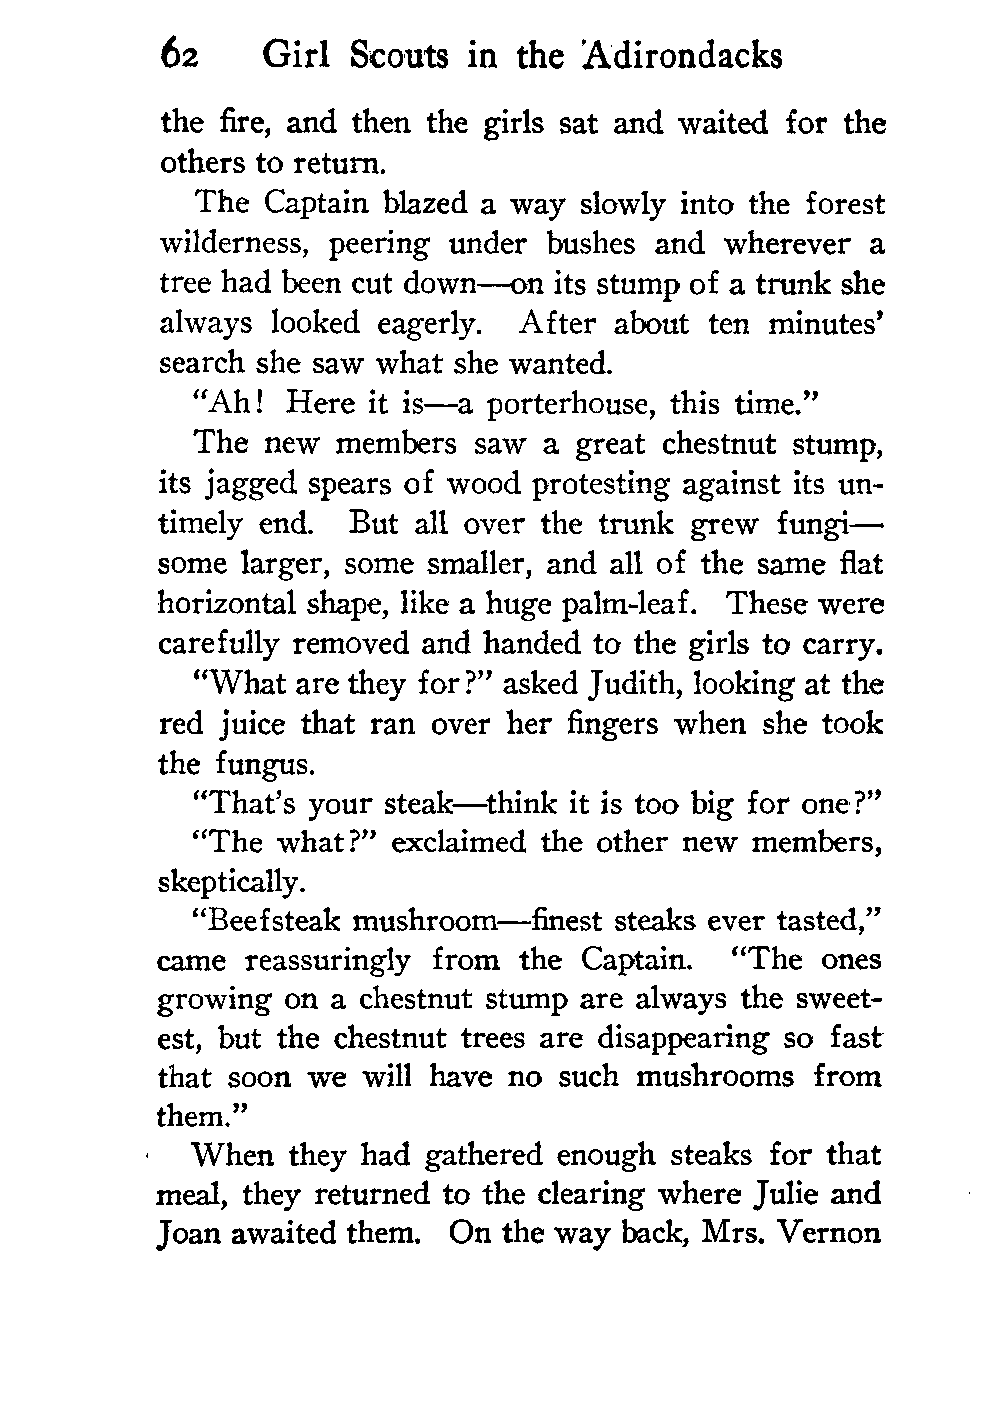 62 Girl Scouts in the Adirondacks
the fire, and then the girls sat and waited for the
others to return.
The Captain blazed a way slowly into the forest
wilderness, peering under bushes and wherever a
tree had been cut down—on its stump of a trunk she
always looked eagerly. After about ten minutes'
search she saw what she wanted.
"Ah! Here it is—a porterhouse, this time."
The new members saw a great chestnut stump,
its jagged spears of wood protesting against its un-
timely end. But all over the trunk grew fungi—
some larger, some smaller, and all of the same flat
horizontal shape, like a huge palm-leaf. These were
carefully removed and handed to the girls to carry.
"What are they for?" asked Judith, looking at the
red juice that ran over her fingers when she took
the fungus.
"That's your steak—think it is too big for one?"
"The what?" exclaimed the other new members,
skeptically.
"Beefsteak mushroom—finest steaks ever tasted,"
came reassuringly from the Captain. "The ones
growing on a chestnut stump are always the sweet-
est, but the chestnut trees are disappearing so fast
that soon we will have no such mushrooms from
them."
When they had gathered enough steaks for that
meal, they returned to the clearing where Julie and
Joan awaited them. On the way back, Mrs. Vernon